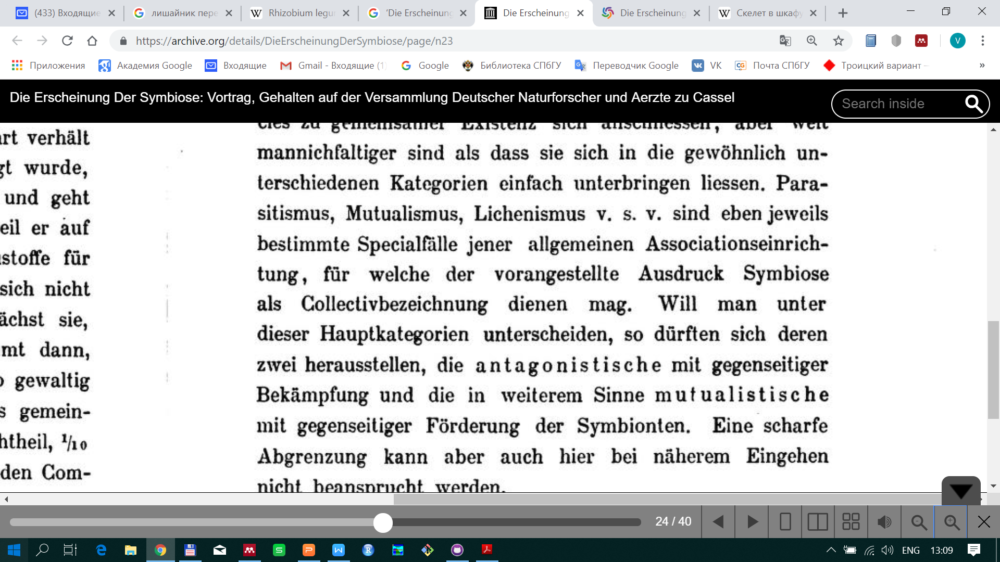 (433) Входящие
лишайник пере
Rhizobium legur
'Die Erscheinung
Die Erscheinung
Die Erscheinung
Скелет в шкафу
https://archive.org/details/DieErscheinungDerSymbiose/page/n23
V
Приложения
Академия Google
Входящие
Gmail - Входящие (1)
Google
Библиотека СПбГУ
Переводчик Google
VK
Почта СПбГУ
Троицкий вариант –
»
Die Erscheinung Der Symbiose: Vortrag, Gehalten auf der Versammlung Deutscher Naturforscher und Aerzte zu Cassel
Search inside
art verhält
gt wurde,
und geht
eil er auf
stoffe für
sich nicht
ächst sie,
mt dann,
o gewaltig
s gemein-
htheil, 1/10
den Com-
cies zu gemeinsamer Existenz sich anschliessen, aber weit
mannichfaltiger sind als dass sie sich in die gewöhnlich un-
terschiedenen Kategorien einfach unterbringen liessen. Para-
sitismus, Mutualismus, Lichenismus v. s. v. sind eben jeweils
bestimmte Specialfälle jener allgemeinen Associationseinrich-
tung, für welche der vorangestellte Ausdruck Symbiose
als Collectivbezeichnung dienen mag. Will man unter
dieser Hauptkategorien unterscheiden, so dürften sich deren
zwei herausstellen, die antagonistische mit gegenseitiger
Bekämpfung und die in weiterem Sinne mutualistische
mit gegenseitiger Förderung der Symbionten. Eine scharfe
Abgrenzung kann aber auch hier bei näherem Eingehen
nicht beansprucht werden.
24 / 40
ENG
13:09